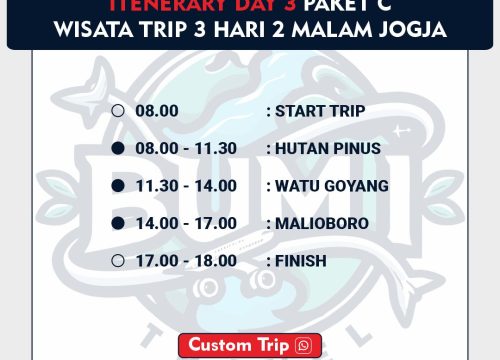 ITENERARY DAY 3 PAKET C
WISATA TRIP 3 HARI 2 MALAM JOGJA
08.00 : START TRIP
08.00 - 11.30 : HUTAN PINUS
11.30 - 14.00 : WATU GOYANG
14.00 - 17.00 : MALIOBORO
17.00 - 18.00 : FINISH
BUMI
Custom Trip